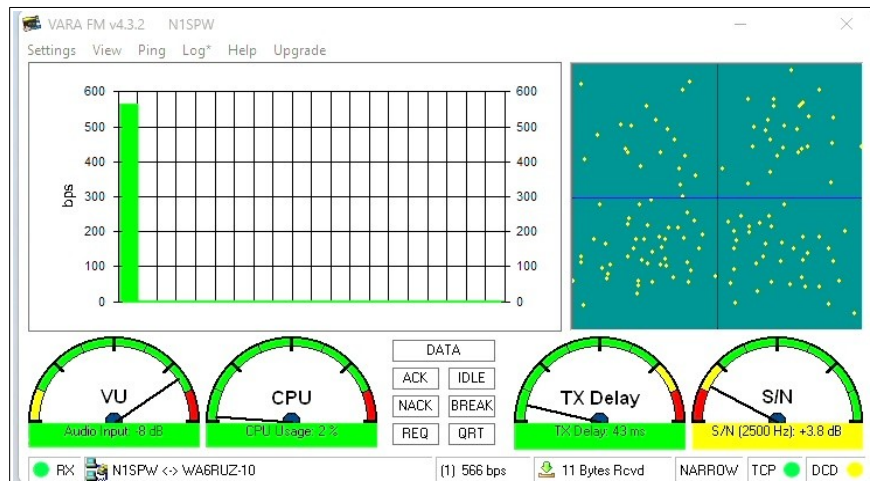 VARA FM v4.3.2 N1SPW
Settings View Ping Log* Help Upgrade
600 600
500 500
400 400
bps
300 300
200 200
100 100
0 0
DATA
ACK IDLE
NACK BREAK
REQ QRT
VU CPU TX Delay S/N
Audio Input: -8 dB CPU Usage: 2 % TX Delay: 43 ms S/N (2500 Hz): +3.8 dB
RX N1SPW <-> WA6RUZ-10 (1) 566 bps 11 Bytes Rcvd NARROW TCP DCD